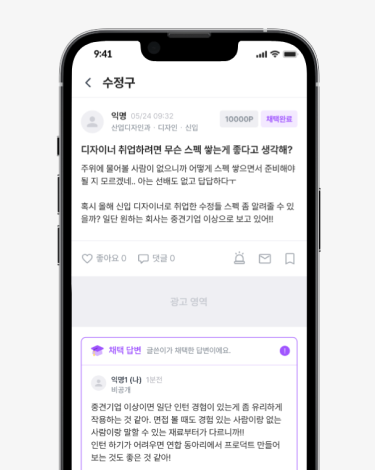 9:41
수정구
익명 05/24 09:32
산업디자인과 · 디자인 · 신입
10000P 채택완료
디자이너 취업하려면 무슨 스펙 쌓는게 좋다고 생각해?
주위에 물어볼 사람이 없으니까 어떻게 스펙 쌓으면서 준비해야
될 지 모르겠네.. 아는 선배도 없고 답답하다ㅜ
혹시 올해 신입 디자이너로 취업한 수정들 스펙 좀 알려줄 수 있
을까? 일단 원하는 회사는 중견기업 이상으로 보고 있어!!
좋아요 0 댓글 0
광고 영역
채택 답변 글쓴이가 채택한 답변이에요.
익명1 (나) 1분전
비공개
중견기업 이상이면 일단 인턴 경험이 있는게 좀 유리하게
작용하는 것 같아. 면접 볼 때도 경험 있는 사람이랑 없는
사람이랑 말할 수 있는 재료부터가 다르니까!!
인턴 하기가 어려우면 연합 동아리에서 프로덕트 만들어
보는 것도 좋은 것 같아!